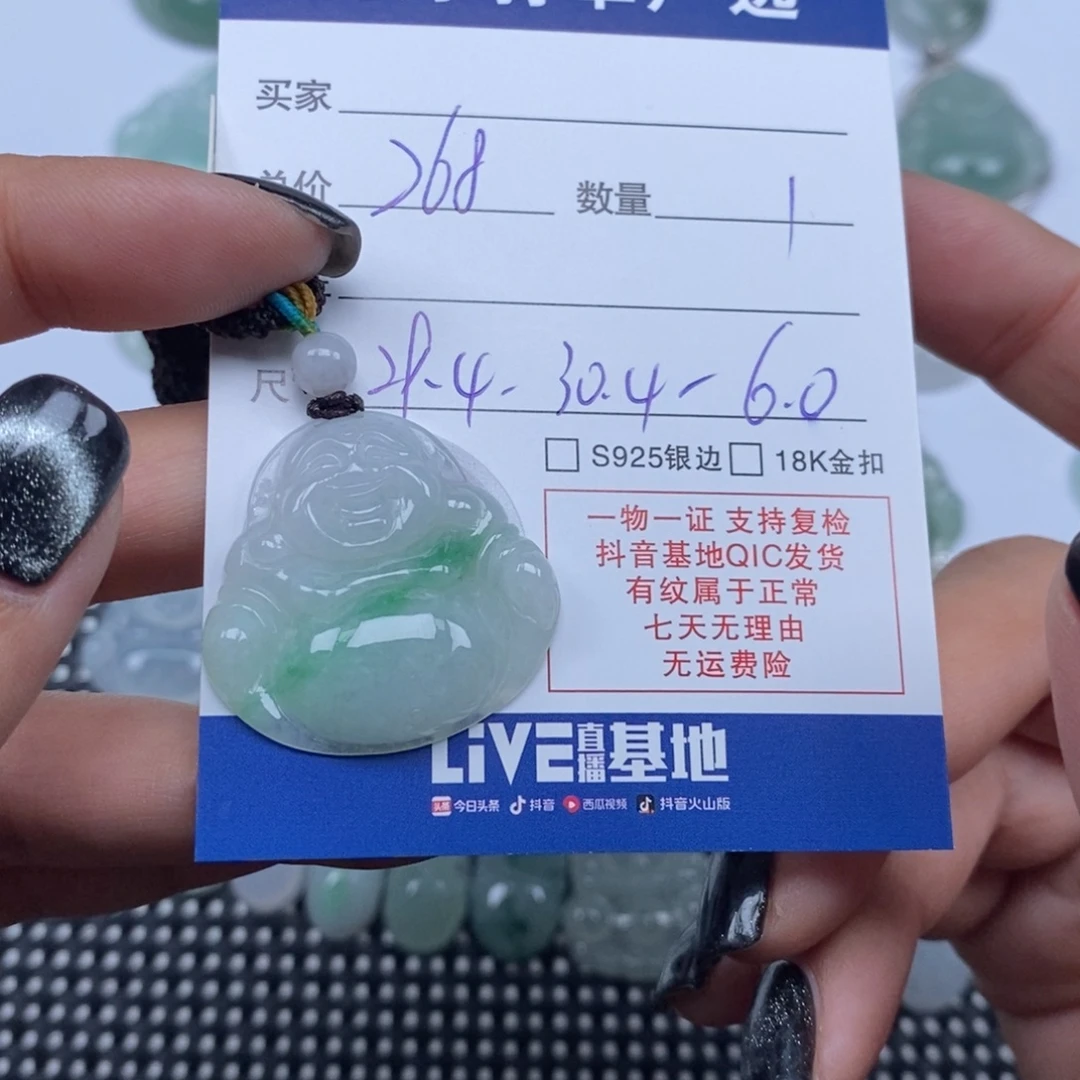 买家
总价 268 数量 1
尺 - 30.4 - 6.0
S925银边 18K金扣
一物一证 支持复检
抖音基地QIC发货
有纹属于正常
七天无理由
无运费险
LiVE直播基地
头条 今日头条 抖音 西瓜视频 抖音火山版